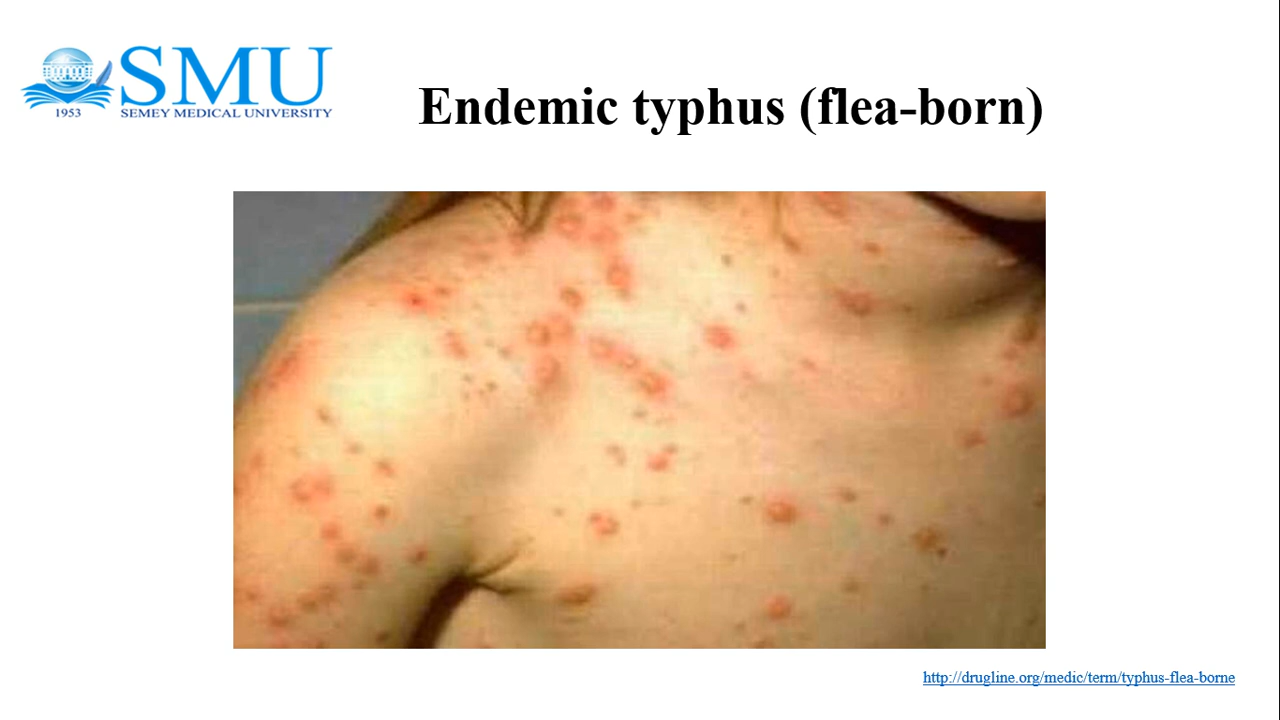 SMU
SEMEY MEDICAL UNIVERSITY
1953
Endemic typhus (flea-born)
http://drugline.org/medic/term/typhus-flea-borne